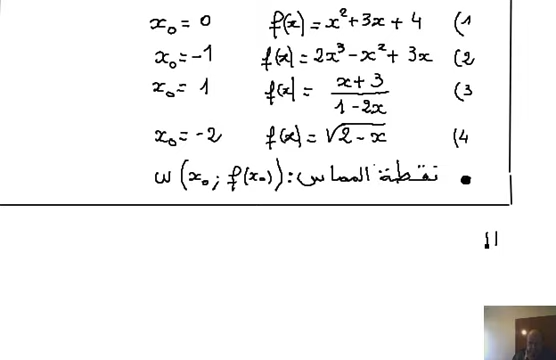 1) f(x) = x² + 3x + 4 x₀ = 0
2) f(x) = 2x³ - x² + 3x x₀ = -1
3) f(x) = (x + 3)/(1 - 2x) x₀ = 1
4) f(x) = √(2 - x) x₀ = -2
• نقطة المماس: ω(x₀ ; f(x₀))